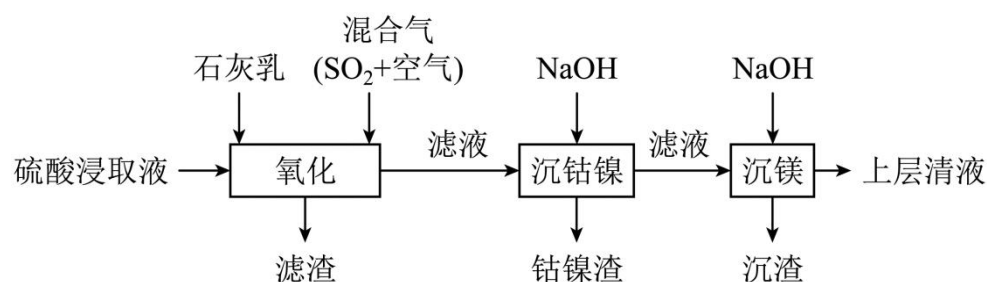 混合气
石灰乳
(SO₂+空气)
NaOH
NaOH
硫酸浸取液
氧化
滤液
沉钴镍
滤液
沉镁
上层清液
滤渣
钴镍渣
沉渣